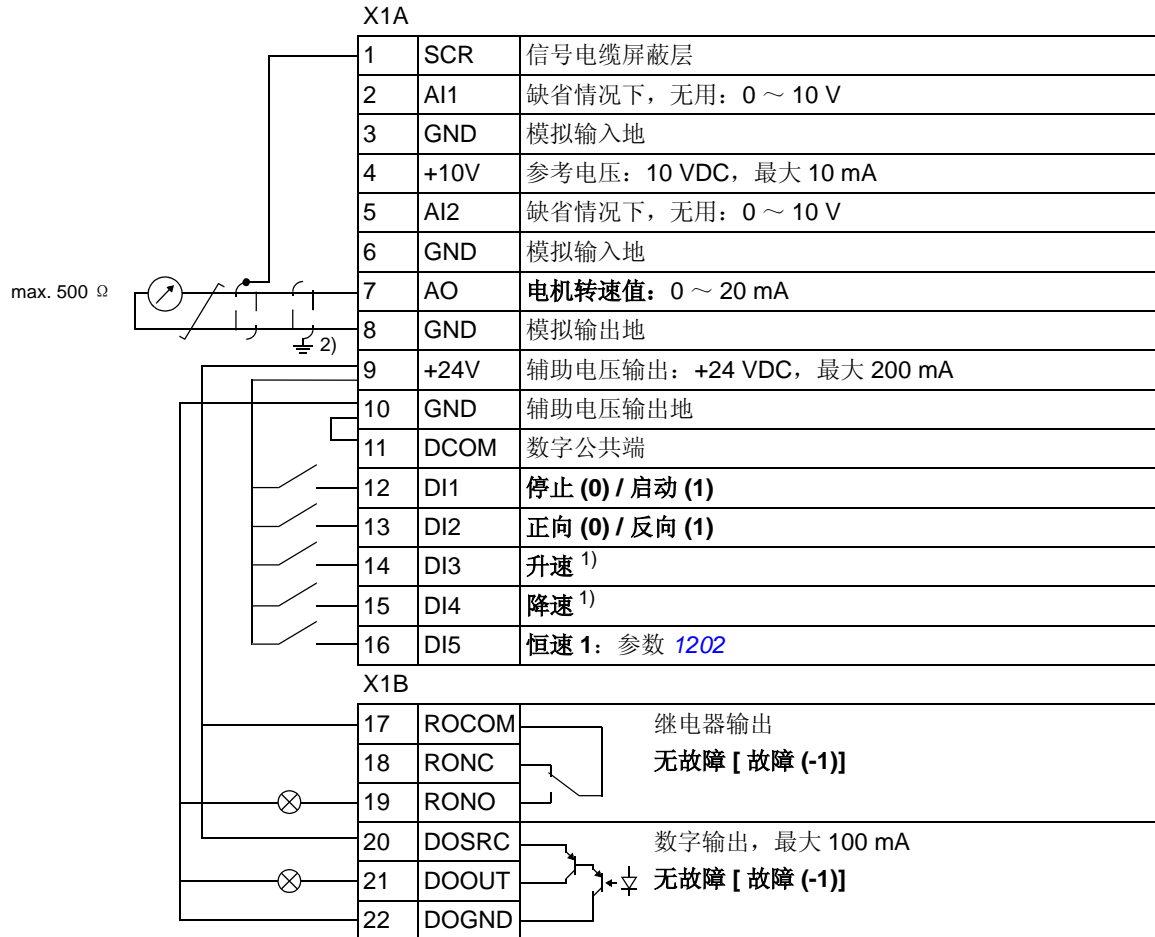 X1A
1 SCR 信号电缆屏蔽层
2 AI1 缺省情况下，无用：0 ～ 10 V
3 GND 模拟输入地
4 +10V 参考电压：10 VDC，最大 10 mA
5 AI2 缺省情况下，无用：0 ～ 10 V
6 GND 模拟输入地
max. 500 Ω 7 AO 电机转速值：0 ～ 20 mA
8 GND 模拟输出地
2)
9 +24V 辅助电压输出：+24 VDC，最大 200 mA
10 GND 辅助电压输出地
11 DCOM 数字公共端
12 DI1 停止 (0) / 启动 (1)
13 DI2 正向 (0) / 反向 (1)
14 DI3 升速 1)
15 DI4 降速 1)
16 DI5 恒速 1：参数 1202
X1B
17 ROCOM 继电器输出
18 RONC 无故障 [ 故障 (-1)]
19 RONO
20 DOSRC 数字输出，最大 100 mA
21 DOOUT 无故障 [ 故障 (-1)]
22 DOGND